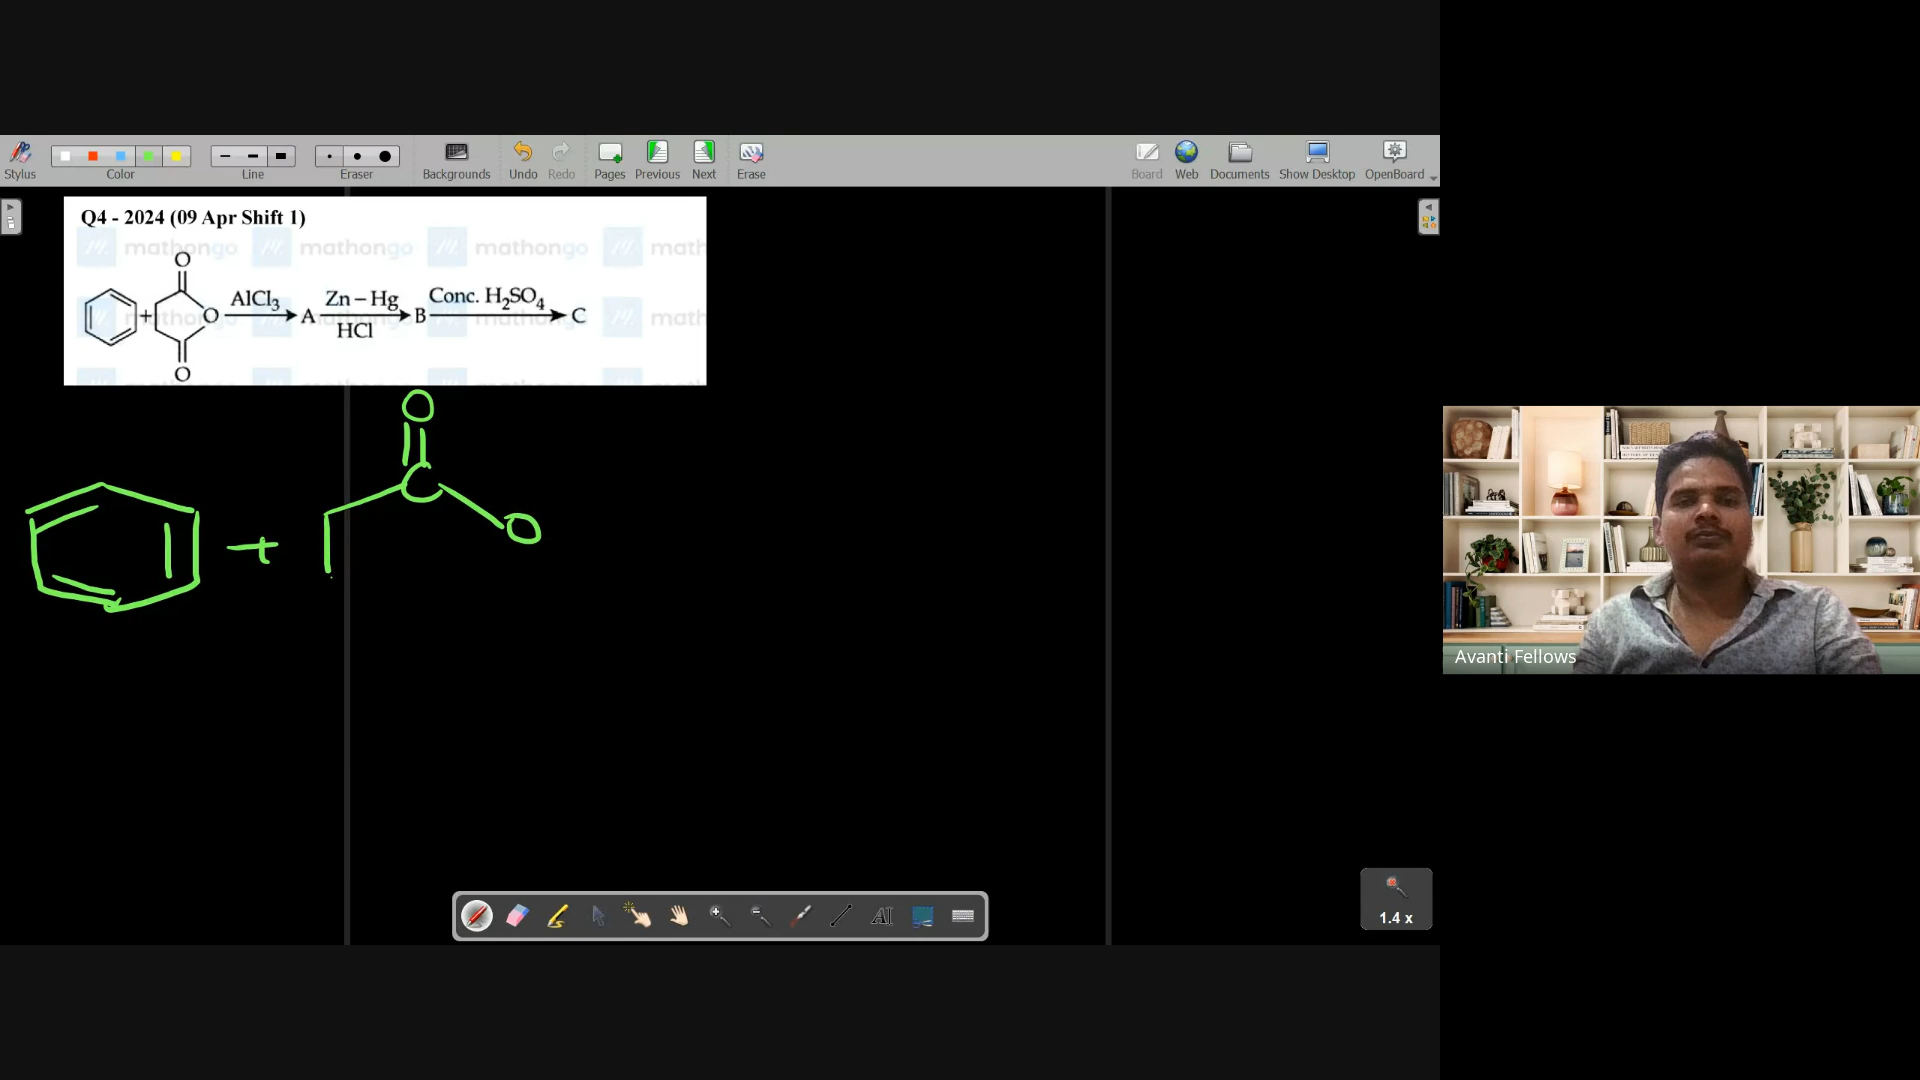 Stylus Color Line Eraser Backgrounds Undo Redo Pages Previous Next Erase Board Web Documents Show Desktop OpenBoard
Q4 - 2024 (09 Apr Shift 1)
mathongo mathongo mathongo math
O
+ O AlCl3 A Zn – Hg HCl B Conc. H2SO4 C
O
O
C
+ O
Avanti Fellows
1.4 x